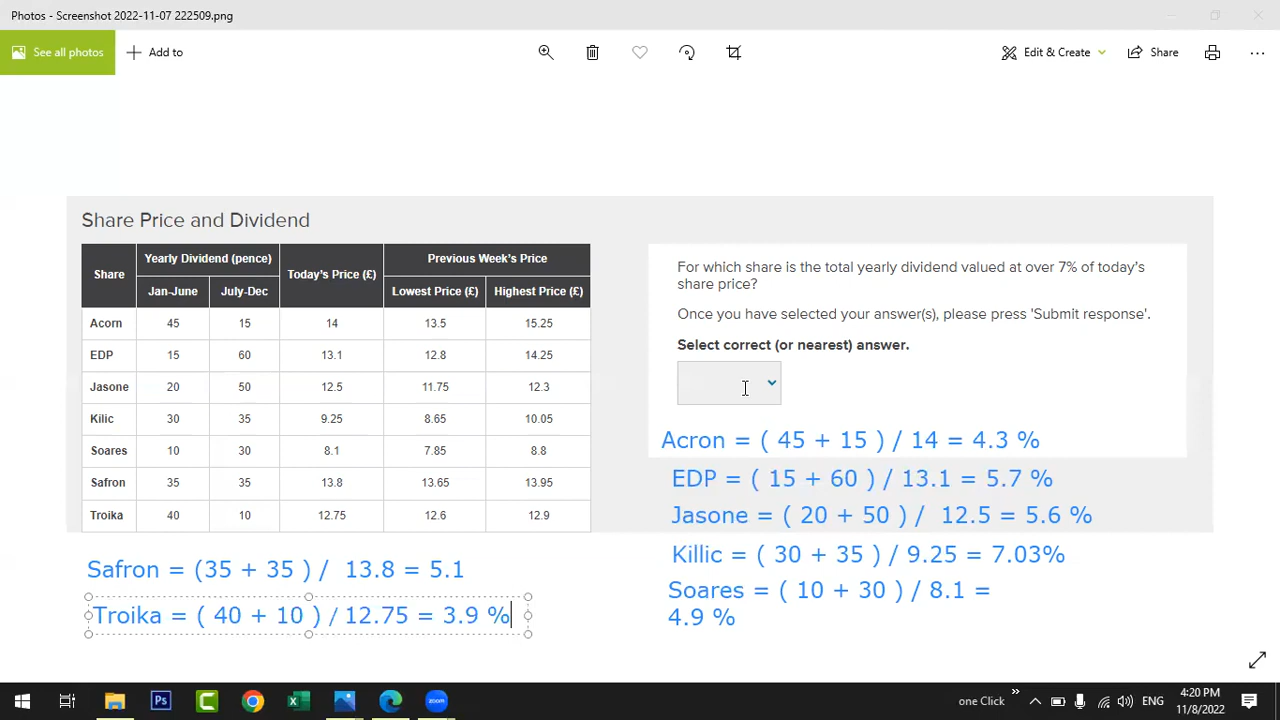 Photos - Screenshot 2022-11-07 222509.png
See all photos
Add to
Edit & Create
Share
Share Price and Dividend
Share
Yearly Dividend (pence)
Today's Price (£)
Previous Week's Price
Jan-June
July-Dec
Lowest Price (£)
Highest Price (£)
Acorn 45 15 14 13.5 15.25
EDP 15 60 13.1 12.8 14.25
Jasone 20 50 12.5 11.75 12.3
Kilic 30 35 9.25 8.65 10.05
Soares 10 30 8.1 7.85 8.8
Safron 35 35 13.8 13.65 13.95
Troika 40 10 12.75 12.6 12.9
For which share is the total yearly dividend valued at over 7% of today's
share price?
Once you have selected your answer(s), please press 'Submit response'.
Select correct (or nearest) answer.
Acron = ( 45 + 15 ) / 14 = 4.3 %
EDP = ( 15 + 60 ) / 13.1 = 5.7 %
Jasone = ( 20 + 50 ) / 12.5 = 5.6 %
Killic = ( 30 + 35 ) / 9.25 = 7.03%
Soares = ( 10 + 30 ) / 8.1 =
4.9 %
Safron = (35 + 35 ) / 13.8 = 5.1
Troika = ( 40 + 10 ) / 12.75 = 3.9 %
Ps
zoom
one Click
ENG
4:20 PM
11/8/2022